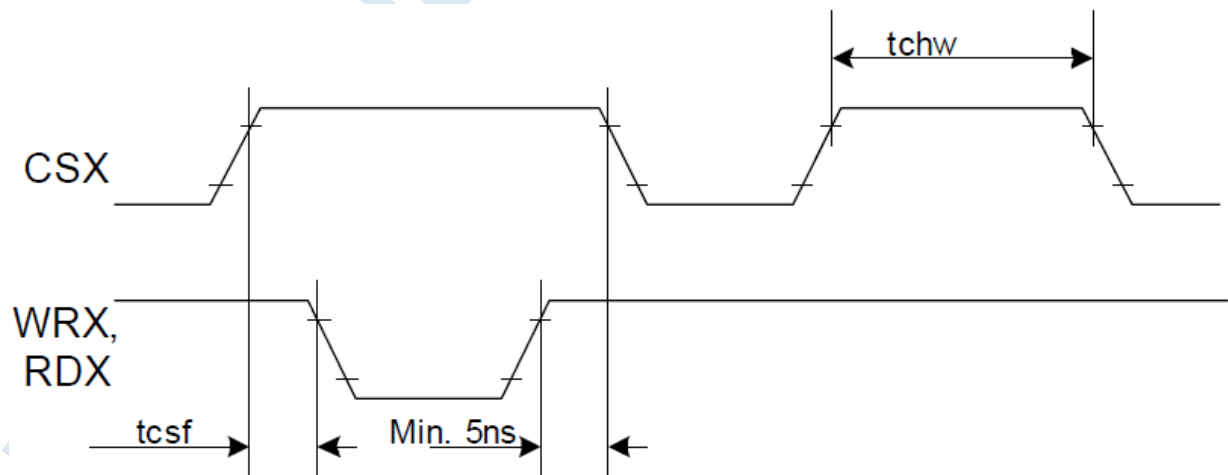 tchw
CSX
WRX,
RDX
tcsf
Min. 5ns